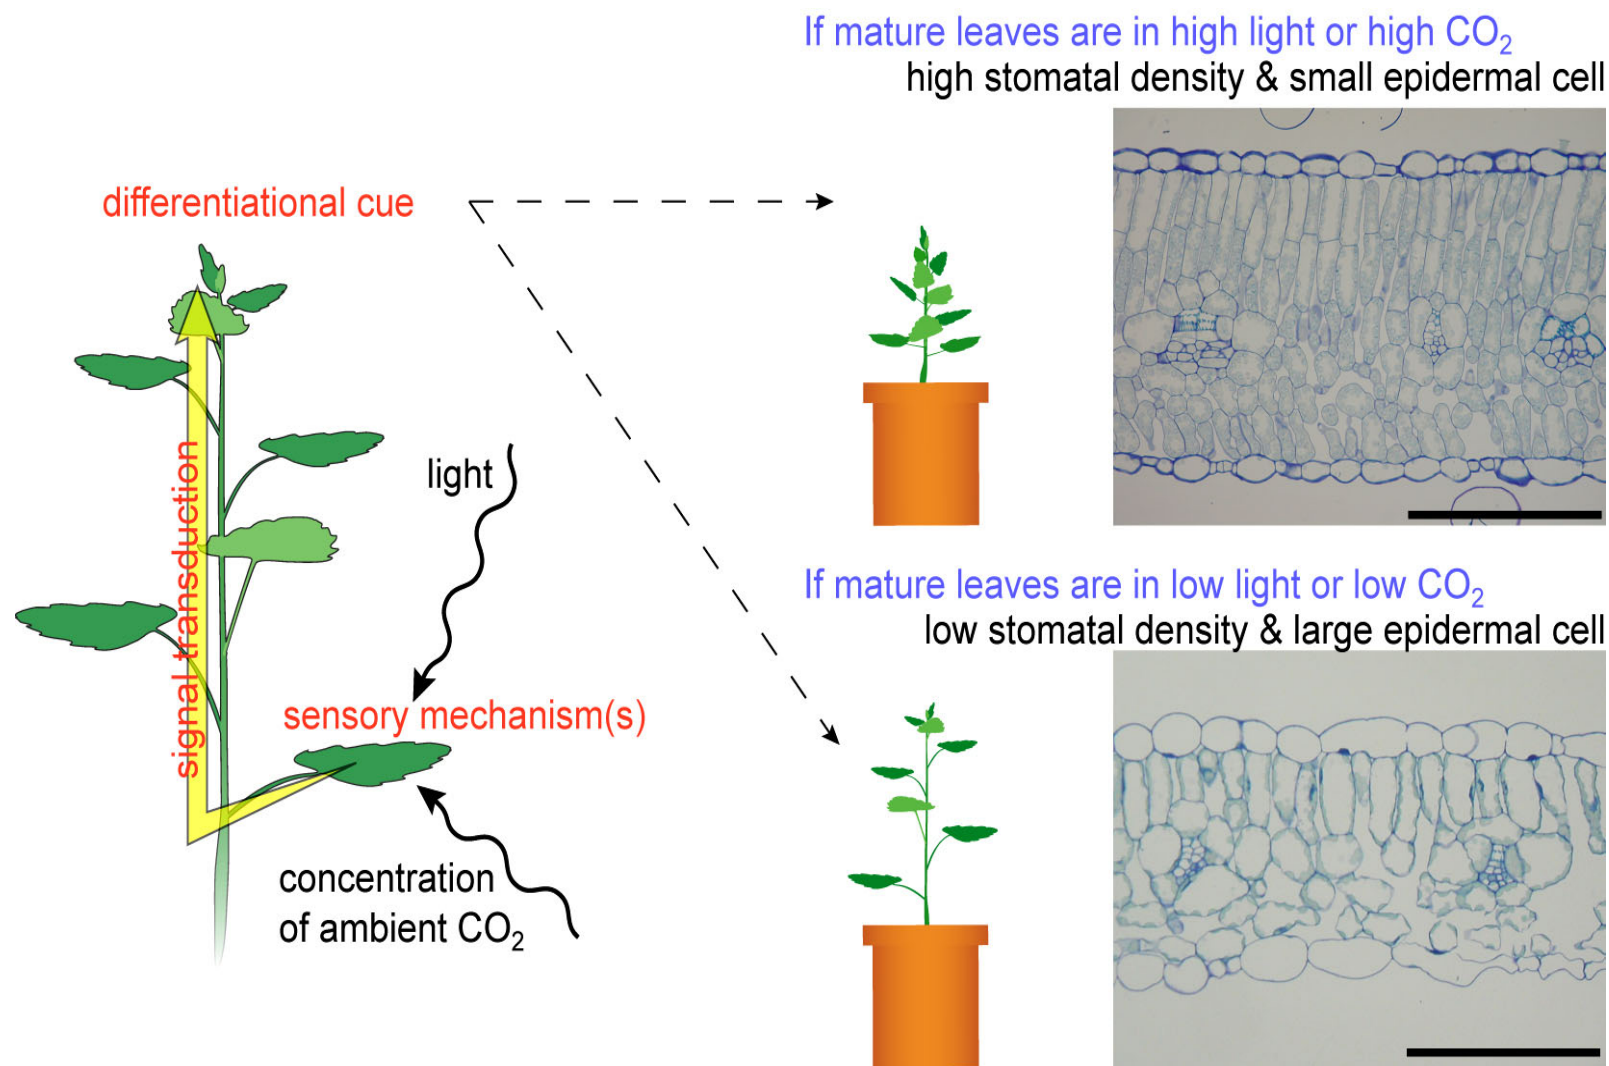 If mature leaves are in high light or high CO₂
high stomatal density & small epidermal cell
differentiational cue
signal transduction
light
sensory mechanism(s)
concentration
of ambient CO₂
If mature leaves are in low light or low CO₂
low stomatal density & large epidermal cell